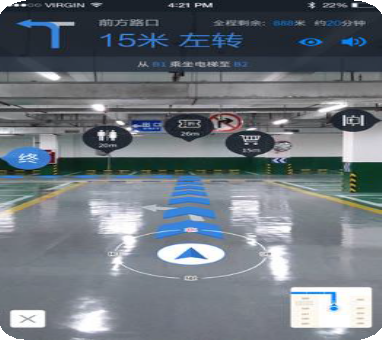 VIRGIN 4:21 PM 22%
前方路口
全程剩余：888米 约20分钟
15米 左转
从 B1 乘坐电梯至 B2
出口
26m
20m
15m
终